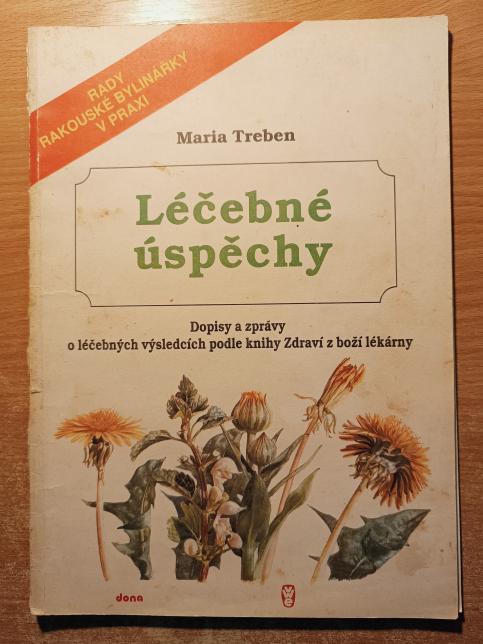 RADY
RAKOUSKÉ BYLINÁŘKY
V PRAXI
Maria Treben
Léčebné
úspěchy
Dopisy a zprávy
o léčebných výsledcích podle knihy Zdraví z boží lékárny
dona